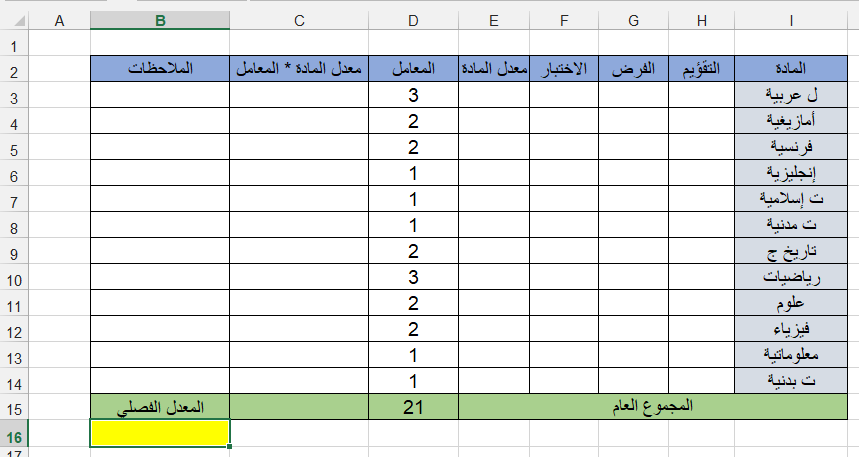 A B C D E F G H I
1
2 المادة التقؤيم الفرض الاختبار معدل المادة المعامل معدل المادة * المعامل الملاحظات
3 ل عربية 3
4 أمازيغية 2
5 فرنسية 2
6 إنجليزية 1
7 ت إسلامية 1
8 ت مدنية 1
9 تاريخ ج 2
10 رياضيات 3
11 علوم 2
12 فيزياء 2
13 معلوماتية 1
14 ت بدنية 1
15 المجموع العام 21 المعدل الفصلي
16
17